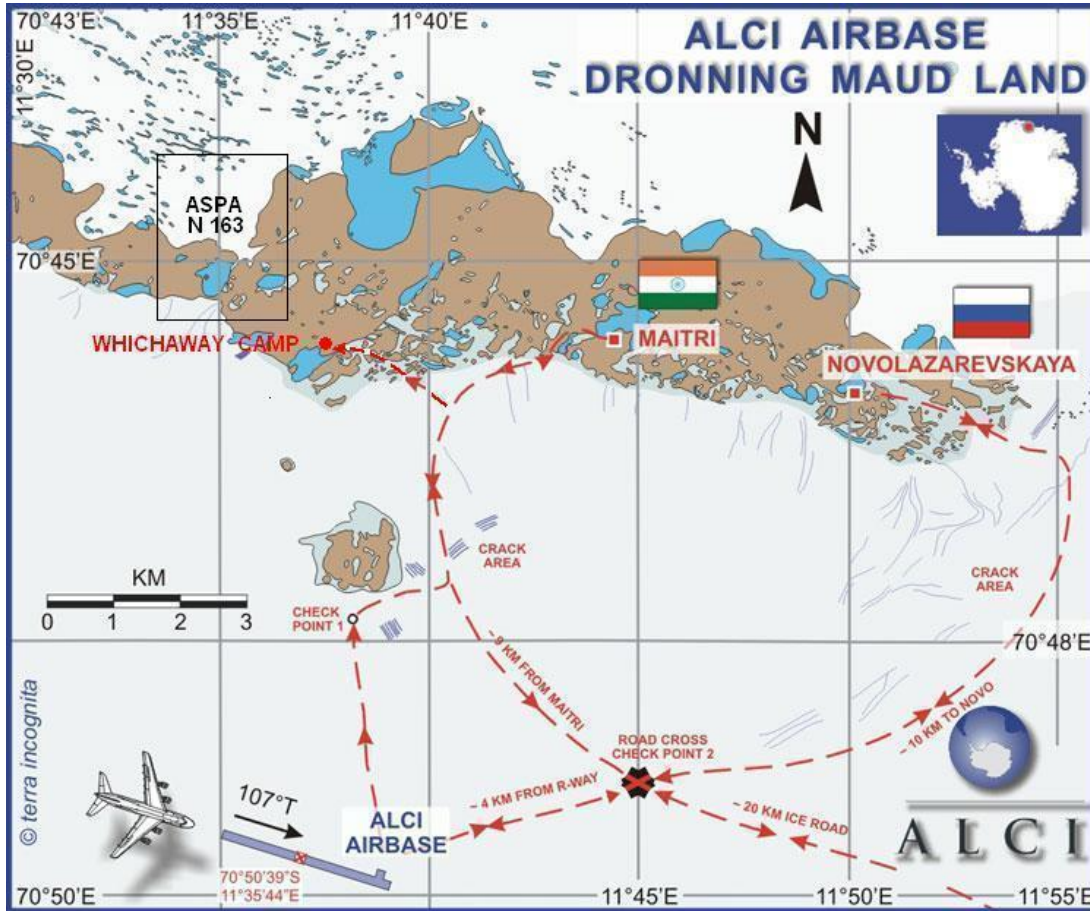 70°43'E
11°35'E
11°40'E
11°30'E
ALCI AIRBASE
DRONNING MAUD LAND
N
ASPA
N 163
70°45'E
WHICHAWAY CAMP
MAITRI
NOVOLAZAREVSKAYA
CRACK
AREA
CRACK
AREA
KM
0 1 2 3
CHECK
POINT 1
70°48'E
~ 9 KM FROM MAITRI
~ 10 KM TO NOVO
ROAD CROSS
CHECK POINT 2
~ 4 KM FROM R-WAY
~ 20 KM ICE ROAD
© terra incognita
107°T
ALCI
AIRBASE
70°50'39"S
11°35'44"E
ALCI
70°50'E
11°45'E
11°50'E
11°55'E